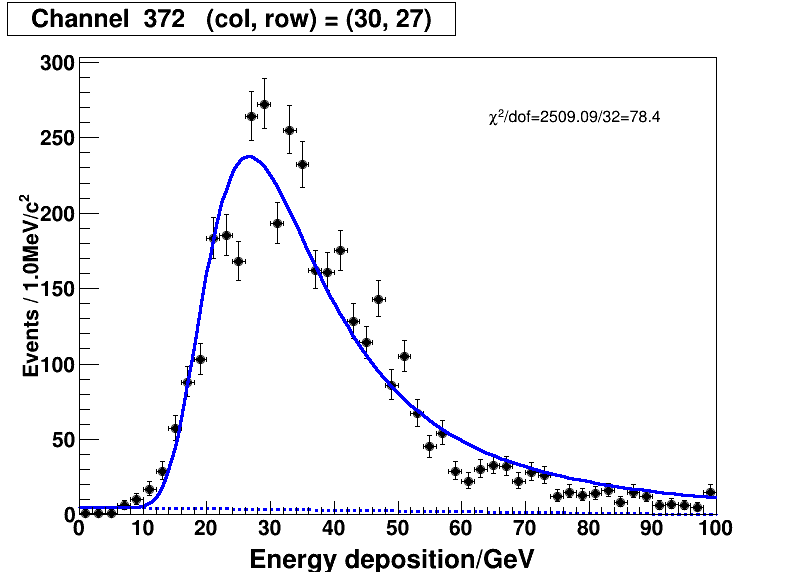 Channel 372 (col, row) = (30, 27)
χ²/dof=2509.09/32=78.4
Events / 1.0MeV/c²
300
250
200
150
100
50
0
0 10 20 30 40 50 60 70 80 90 100
Energy deposition/GeV